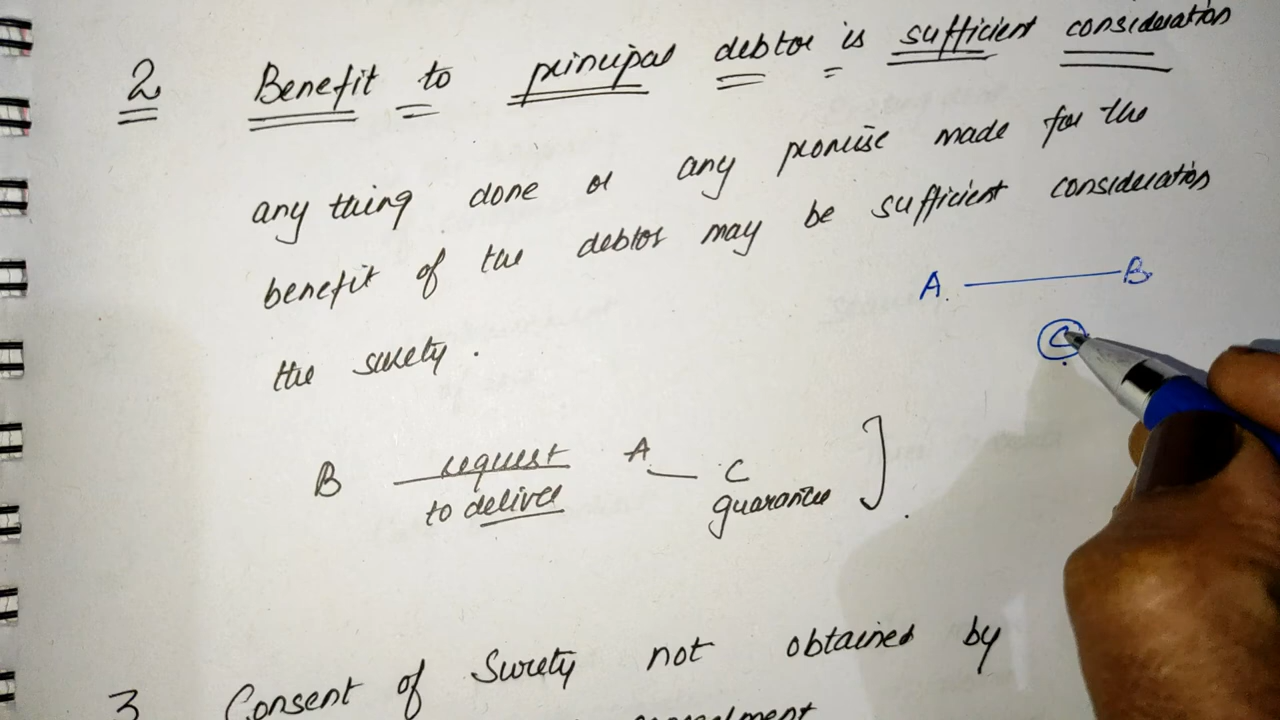 2 Benefit to principal debtor is sufficient consideration
any thing done or any promise made for the
benefit of the debtor may be sufficient consideration
the surety.
A — B
C
B request to deliver A — C guarantee ]
3 Consent of Surety not obtained by